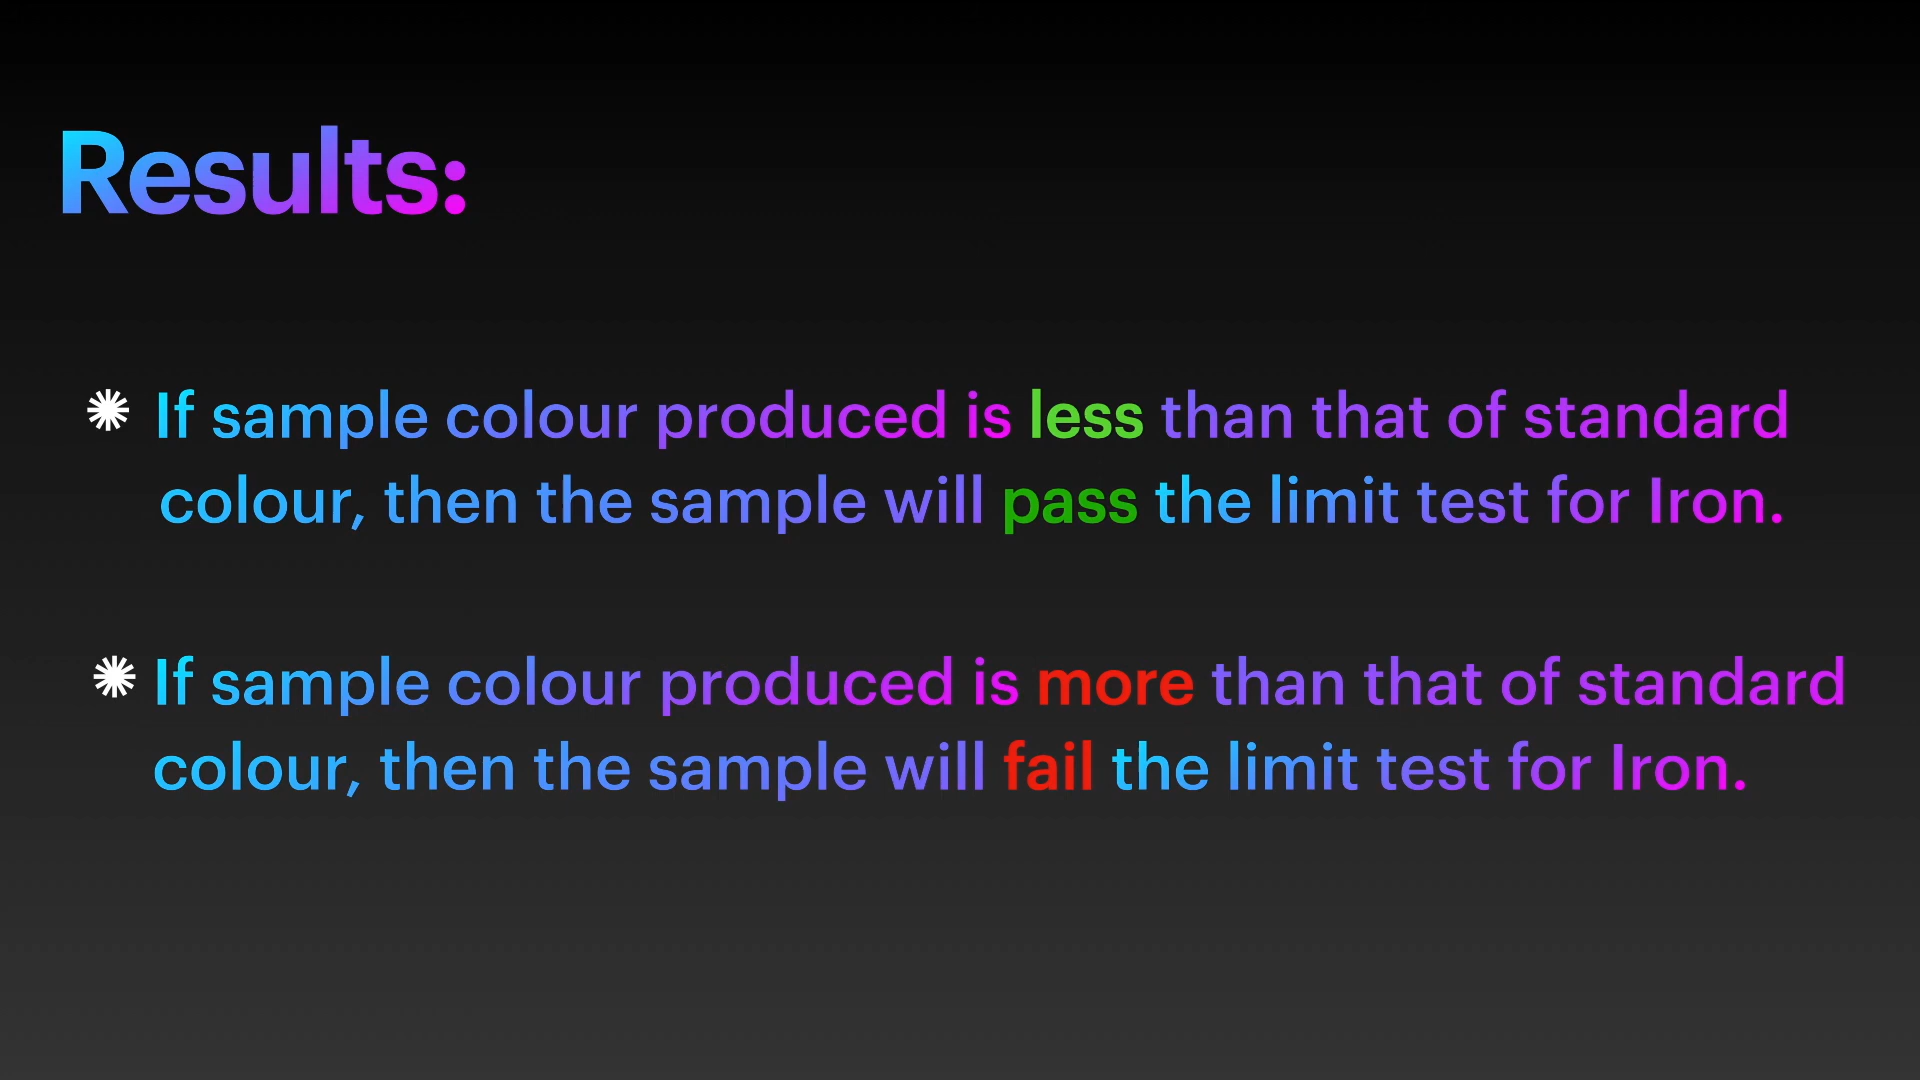 Results:
✺ If sample colour produced is less than that of standard
colour, then the sample will pass the limit test for Iron.
✺ If sample colour produced is more than that of standard
colour, then the sample will fail the limit test for Iron.